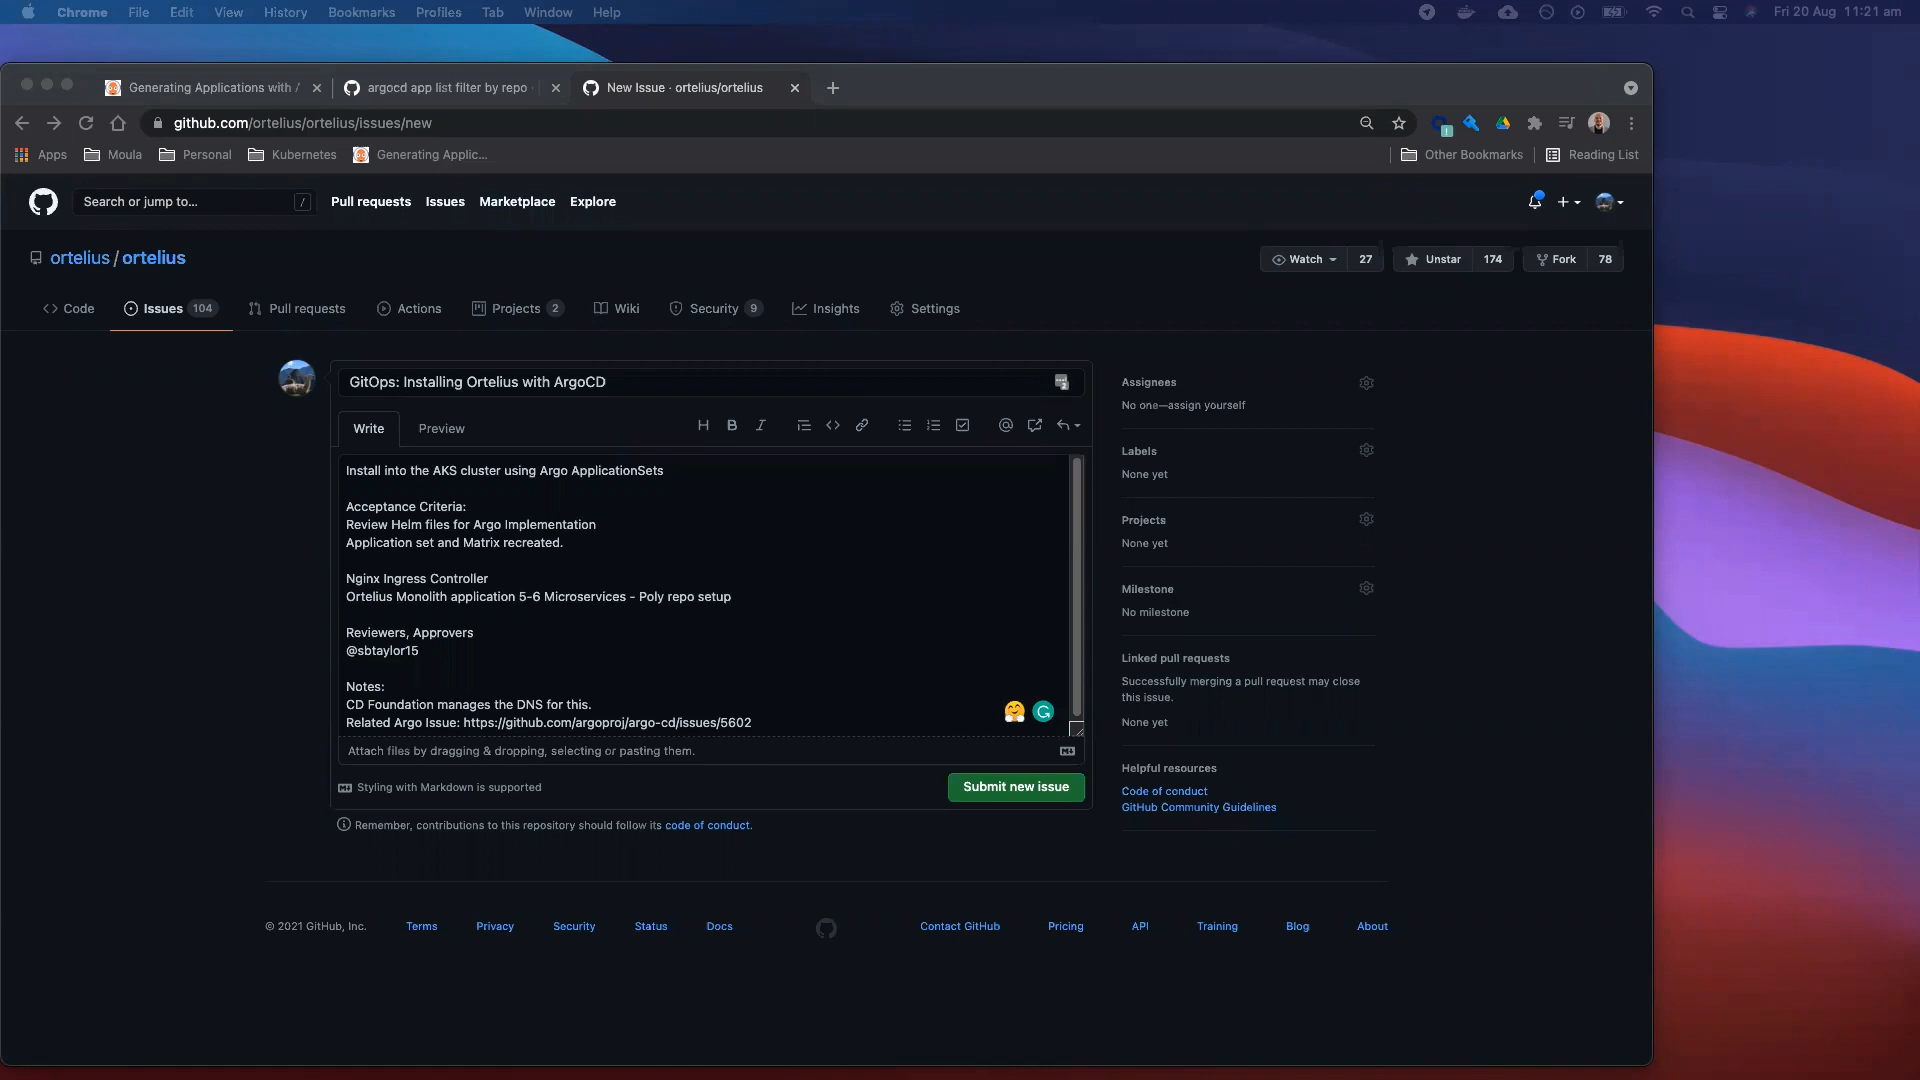 Chrome File Edit View History Bookmarks Profiles Tab Window Help Fri 20 Aug 11:21 am
Generating Applications with / argocd app list filter by repo · New Issue · ortelius/ortelius
github.com/ortelius/ortelius/issues/new
Apps Moula Personal Kubernetes Generating Applic... Other Bookmarks Reading List
Search or jump to... / Pull requests Issues Marketplace Explore
ortelius / ortelius Watch 27 Unstar 174 Fork 78
Code Issues 104 Pull requests Actions Projects 2 Wiki Security 9 Insights Settings
GitOps: Installing Ortelius with ArgoCD
Write Preview
Install into the AKS cluster using Argo ApplicationSets
Acceptance Criteria:
Review Helm files for Argo Implementation
Application set and Matrix recreated.
Nginx Ingress Controller
Ortelius Monolith application 5-6 Microservices - Poly repo setup
Reviewers, Approvers
@sbtaylor15
Notes:
CD Foundation manages the DNS for this.
Related Argo Issue: https://github.com/argoproj/argo-cd/issues/5602
Attach files by dragging & dropping, selecting or pasting them.
Styling with Markdown is supported
Submit new issue
Remember, contributions to this repository should follow its code of conduct.
Assignees
No one—assign yourself
Labels
None yet
Projects
None yet
Milestone
No milestone
Linked pull requests
Successfully merging a pull request may close
this issue.
None yet
Helpful resources
Code of conduct
GitHub Community Guidelines
© 2021 GitHub, Inc. Terms Privacy Security Status Docs Contact GitHub Pricing API Training Blog About